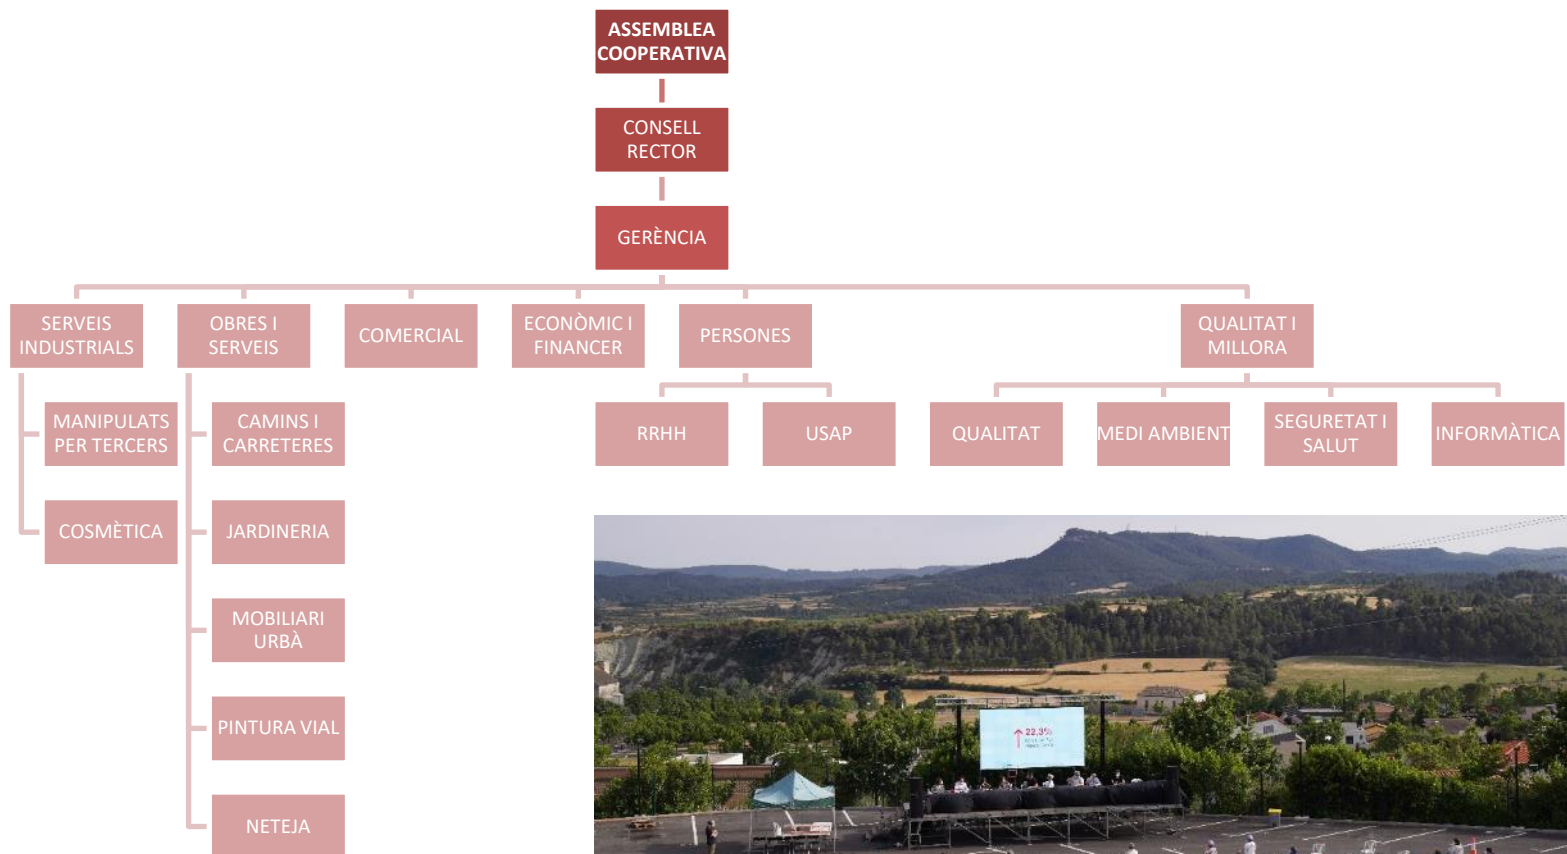 ASSEMBLEA
COOPERATIVA
CONSELL
RECTOR
GERÈNCIA
SERVEIS
INDUSTRIALS
OBRES I
SERVEIS
COMERCIAL
ECONÒMIC I
FINANCER
PERSONES
QUALITAT I
MILLORA
MANIPULATS
PER TERCERS
CAMINS I
CARRETERES
RRHH
USAP
QUALITAT
MEDI AMBIENT
SEGURETAT I
SALUT
INFORMÀTICA
COSMÈTICA
JARDINERIA
MOBILIARI
URBÀ
PINTURA VIAL
NETEJA
22,3%